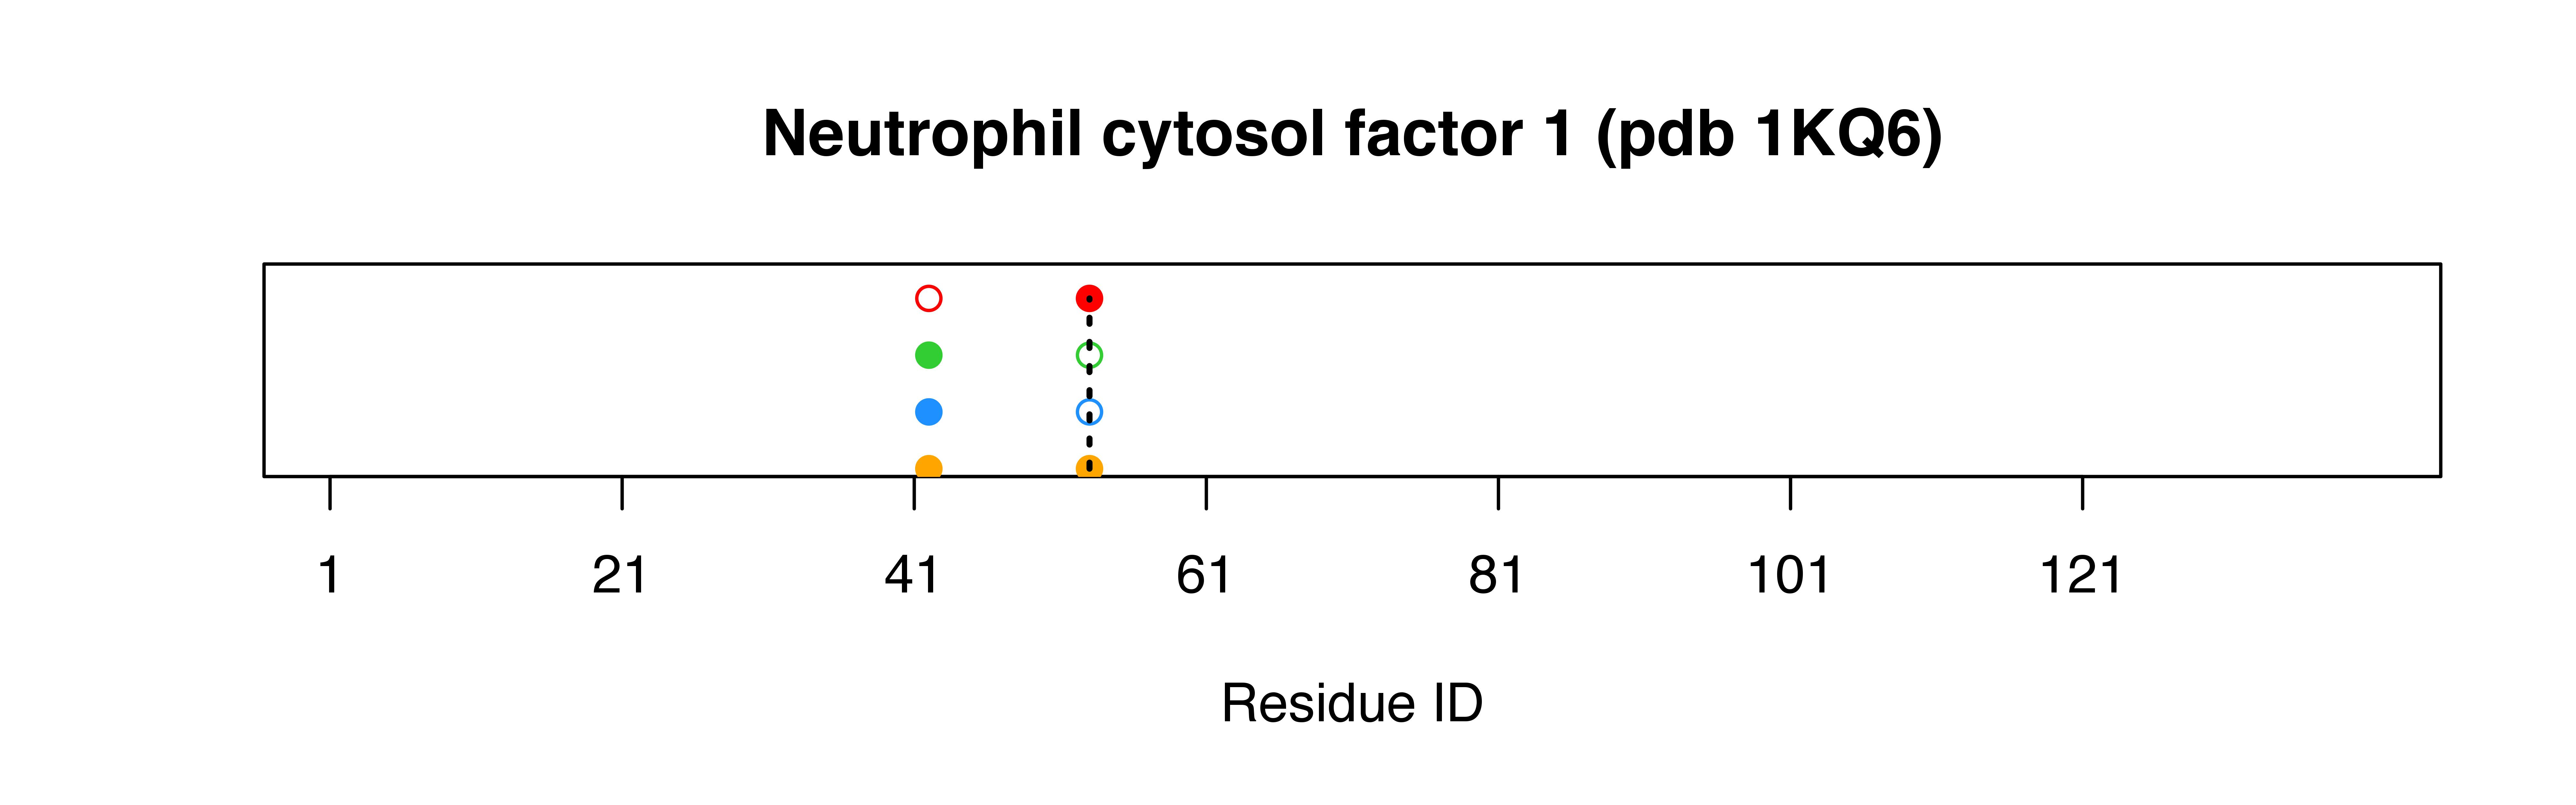 Neutrophil cytosol factor 1 (pdb 1KQ6)
1 21 41 61 81 101 121
Residue ID